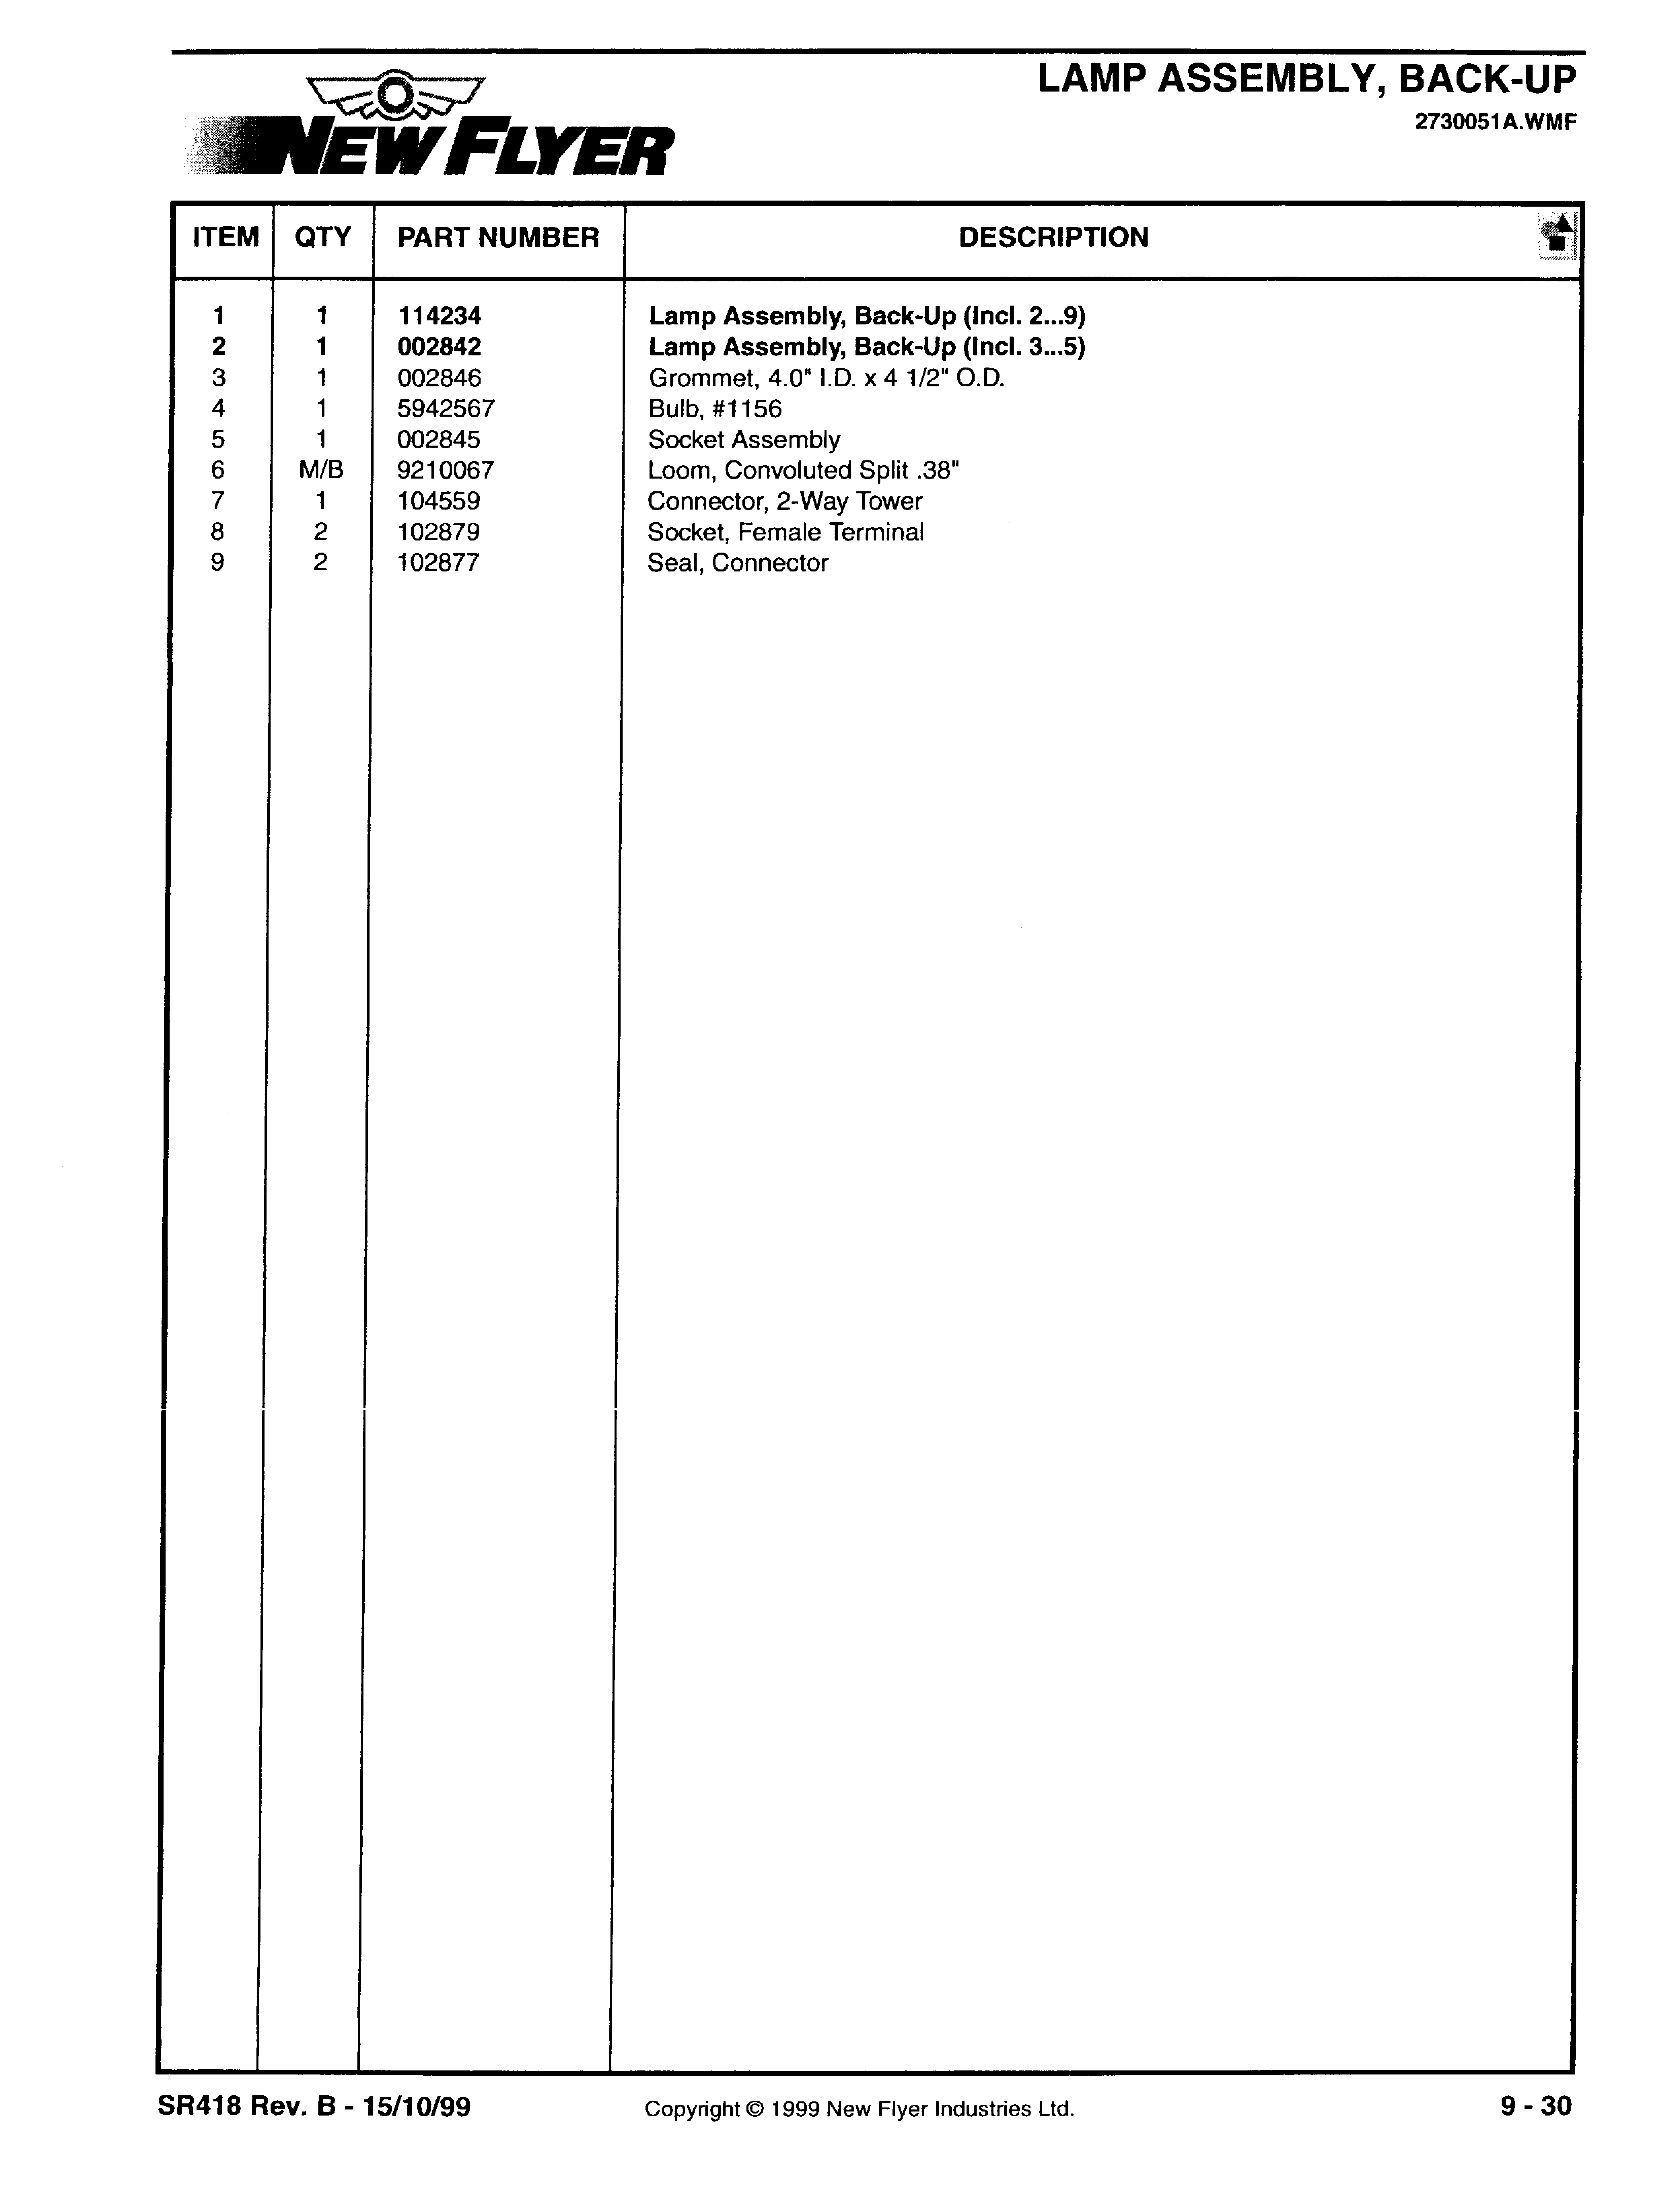 LAMP ASSEMBLY, BACK-UP
2730051A.WMF
NEW FLYER
ITEM QTY PART NUMBER DESCRIPTION
1 1 114234 Lamp Assembly, Back-Up (Incl. 2...9)
2 1 002842 Lamp Assembly, Back-Up (Incl. 3...5)
3 1 002846 Grommet, 4.0" I.D. x 4 1/2" O.D.
4 1 5942567 Bulb, #1156
5 1 002845 Socket Assembly
6 M/B 9210067 Loom, Convoluted Split .38"
7 1 104559 Connector, 2-Way Tower
8 2 102879 Socket, Female Terminal
9 2 102877 Seal, Connector
SR418 Rev. B - 15/10/99 Copyright © 1999 New Flyer Industries Ltd. 9 - 30